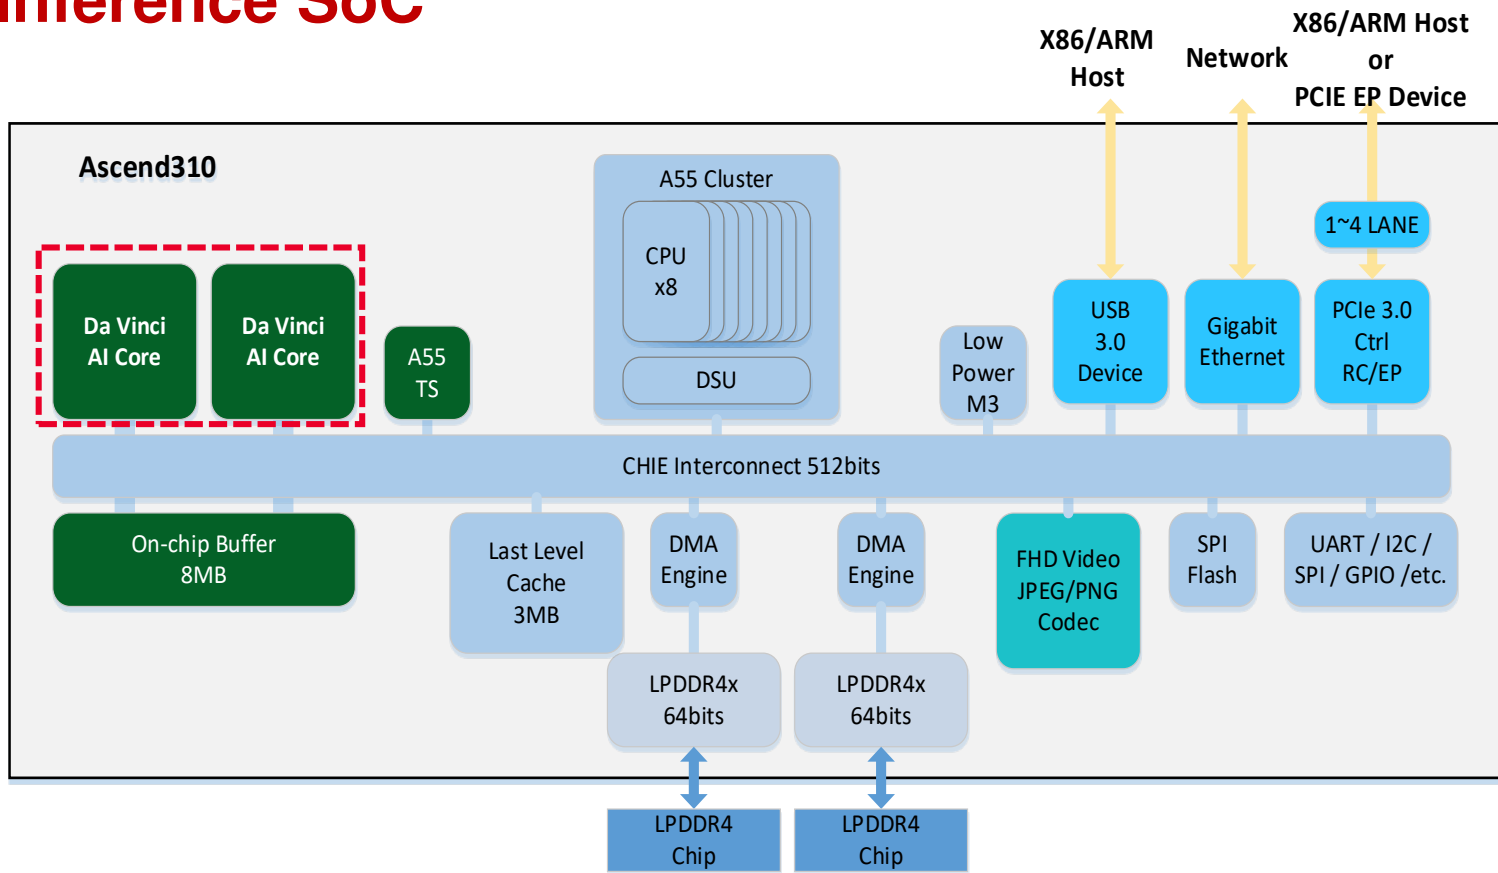 Inference SoC
X86/ARM
Host
Network
X86/ARM Host
or
PCIE EP Device
Ascend310
A55 Cluster
CPU
x8
DSU
1~4 LANE
Da Vinci
AI Core
Da Vinci
AI Core
A55
TS
Low
Power
M3
USB
3.0
Device
Gigabit
Ethernet
PCIe 3.0
Ctrl
RC/EP
CHIE Interconnect 512bits
On-chip Buffer
8MB
Last Level
Cache
3MB
DMA
Engine
DMA
Engine
FHD Video
JPEG/PNG
Codec
SPI
Flash
UART / I2C /
SPI / GPIO /etc.
LPDDR4x
64bits
LPDDR4x
64bits
LPDDR4
Chip
LPDDR4
Chip